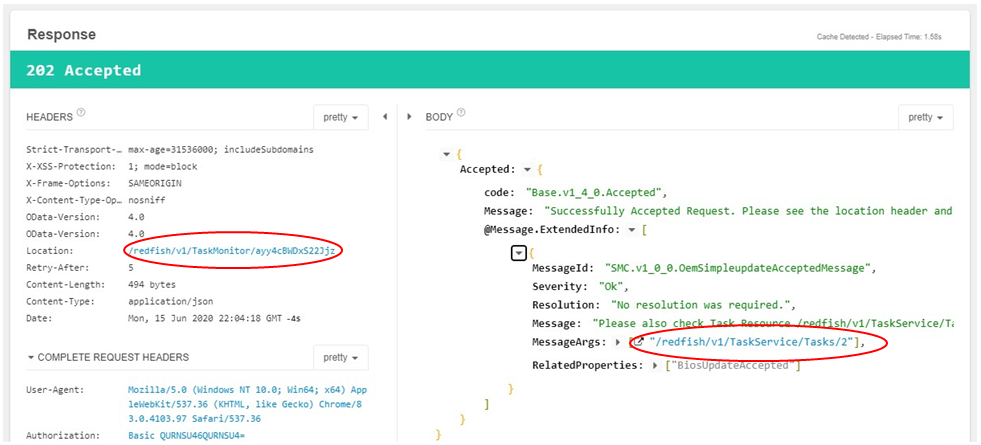 Response
Cache Detected - Elapsed Time: 1.58s
202 Accepted
HEADERS ? pretty
Strict-Transport-… max-age=31536000; includeSubdomains
X-XSS-Protection: 1; mode=block
X-Frame-Options: SAMEORIGIN
X-Content-Type-Op… nosniff
OData-Version: 4.0
OData-Version: 4.0
Location: /redfish/v1/TaskMonitor/ayy4cBWDxS22Jjz
Retry-After: 5
Content-Length: 494 bytes
Content-Type: application/json
Date: Mon, 15 Jun 2020 22:04:18 GMT -4s
COMPLETE REQUEST HEADERS pretty
User-Agent: Mozilla/5.0 (Windows NT 10.0; Win64; x64) App
leWebKit/537.36 (KHTML, like Gecko) Chrome/8
3.0.4103.97 Safari/537.36
Authorization: Basic QURNSU46QURNSU4=
BODY ? pretty
{
Accepted: {
code: "Base.v1_4_0.Accepted",
Message: "Successfully Accepted Request. Please see the location header and
@Message.ExtendedInfo: [
{
MessageId: "SMC.v1_0_0.OemSimpleupdateAcceptedMessage",
Severity: "Ok",
Resolution: "No resolution was required.",
Message: "Please also check Task Resource /redfish/v1/TaskService/Ta
MessageArgs: [ "/redfish/v1/TaskService/Tasks/2"],
RelatedProperties: ["BiosUpdateAccepted"]
}
]
}
}